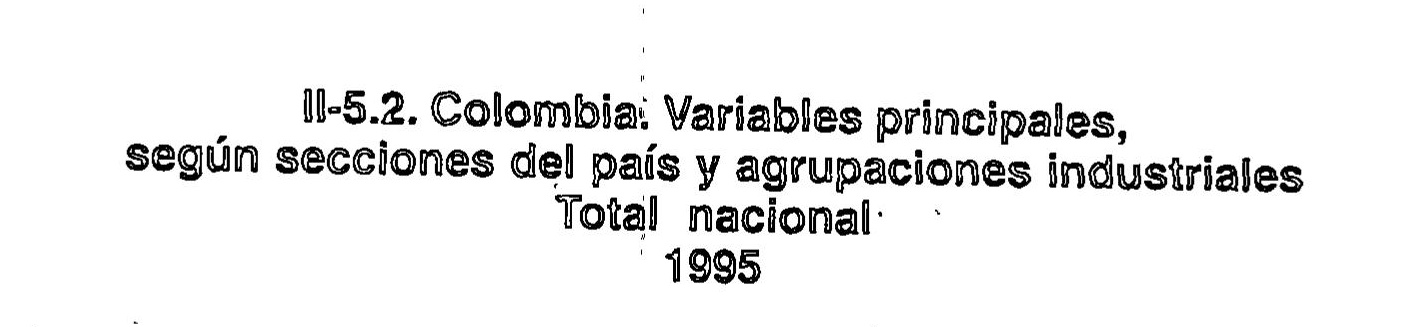 II-5.2. Colombia: Variables principales,
según secciones del país y agrupaciones industriales
Total nacional
1995